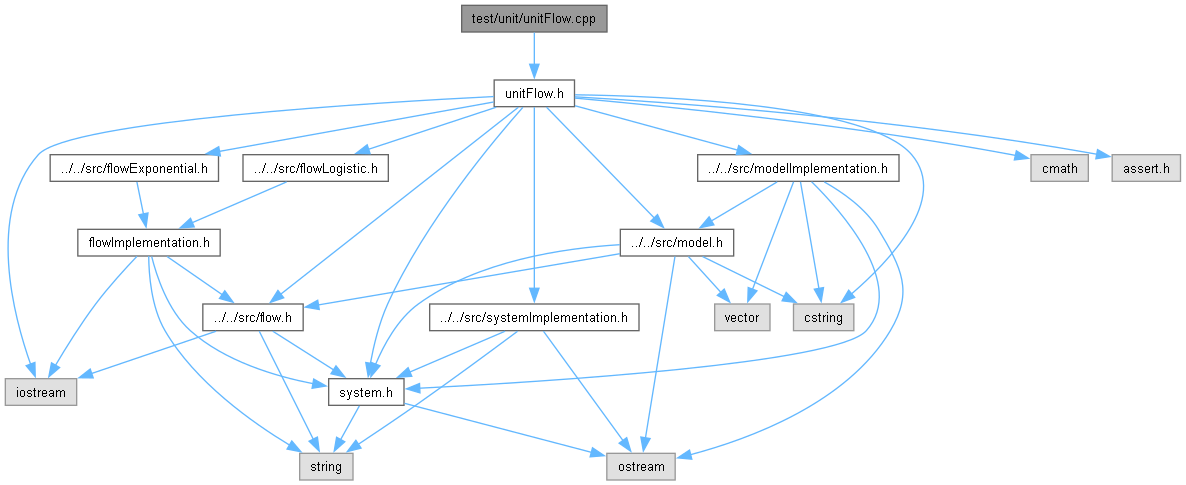 test/unit/unitFlow.cpp
unitFlow.h
../../src/flowExponential.h
../../src/flowLogistic.h
../../src/modelImplementation.h
cmath
assert.h
flowImplementation.h
../../src/model.h
../../src/flow.h
../../src/systemImplementation.h
vector
cstring
iostream
system.h
string
ostream